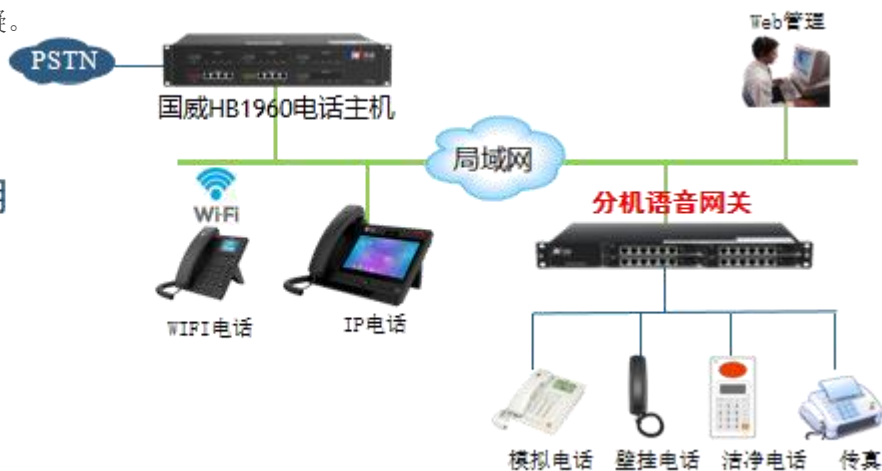 。
Web管理
PSTN
国威HB1960电话主机
局域网
WiFi
分机语音网关
WIFI电话
IP电话
模拟电话
壁挂电话
洁净电话
传真